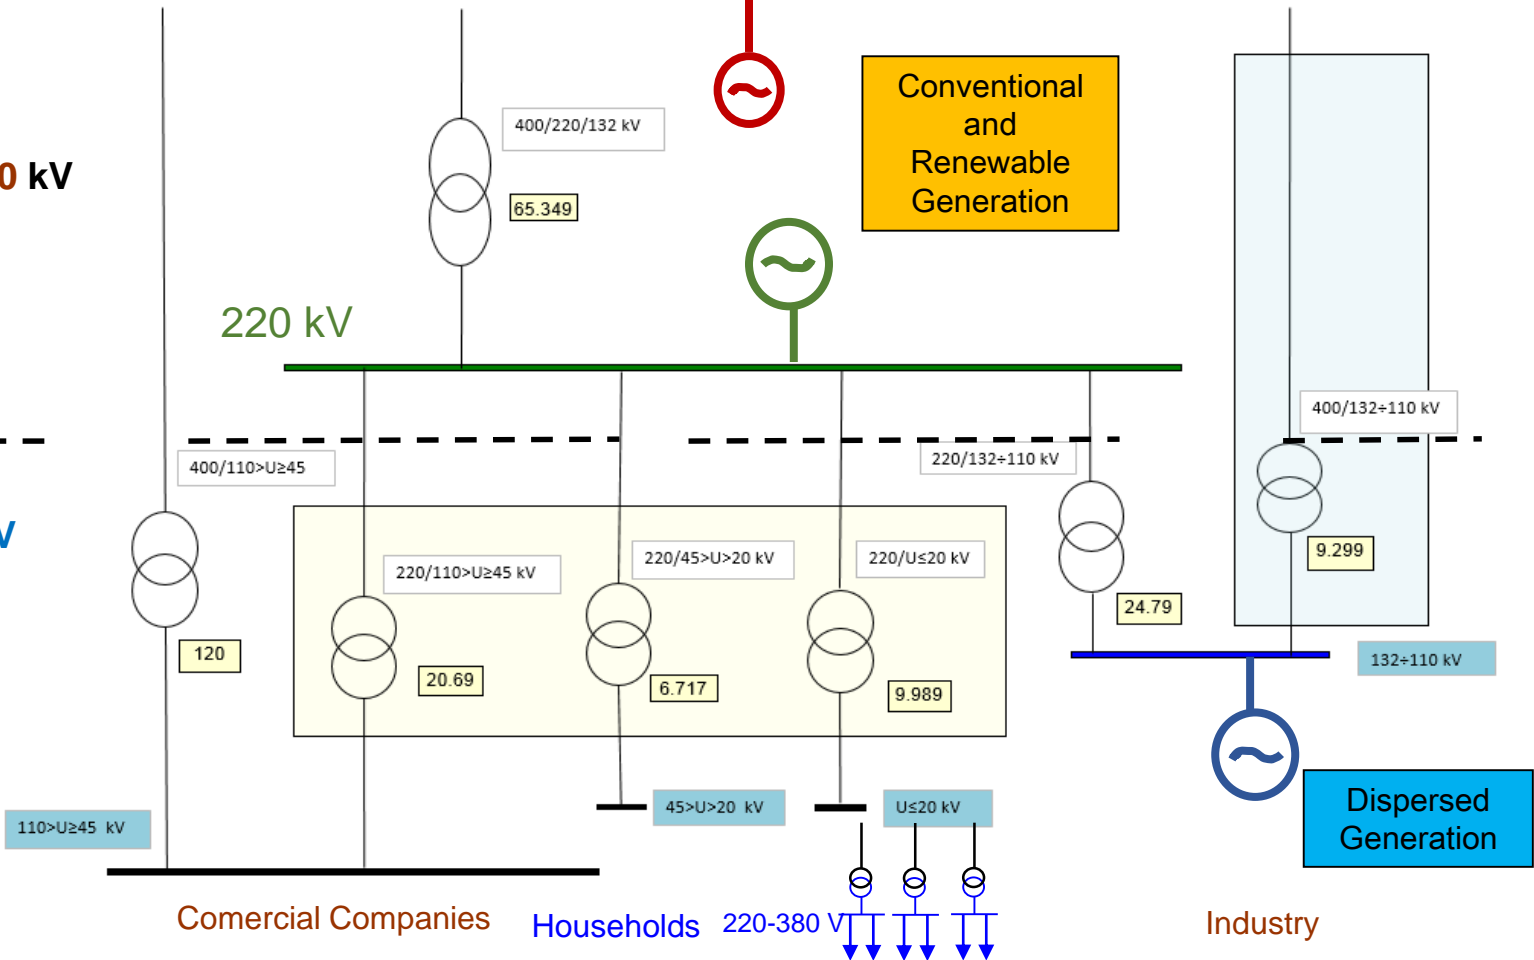 Conventional
and
Renewable
Generation
400/220/132 kV
0 kV
65.349
220 kV
400/132÷110 kV
400/110>U≥45
220/132÷110 kV
V
220/110>U≥45 kV
220/45>U>20 kV
220/U≤20 kV
9.299
24.79
120
20.69
6.717
9.989
132÷110 kV
110>U≥45 kV
45>U>20 kV
U≤20 kV
Dispersed
Generation
Comercial Companies
Households
220-380 V
Industry